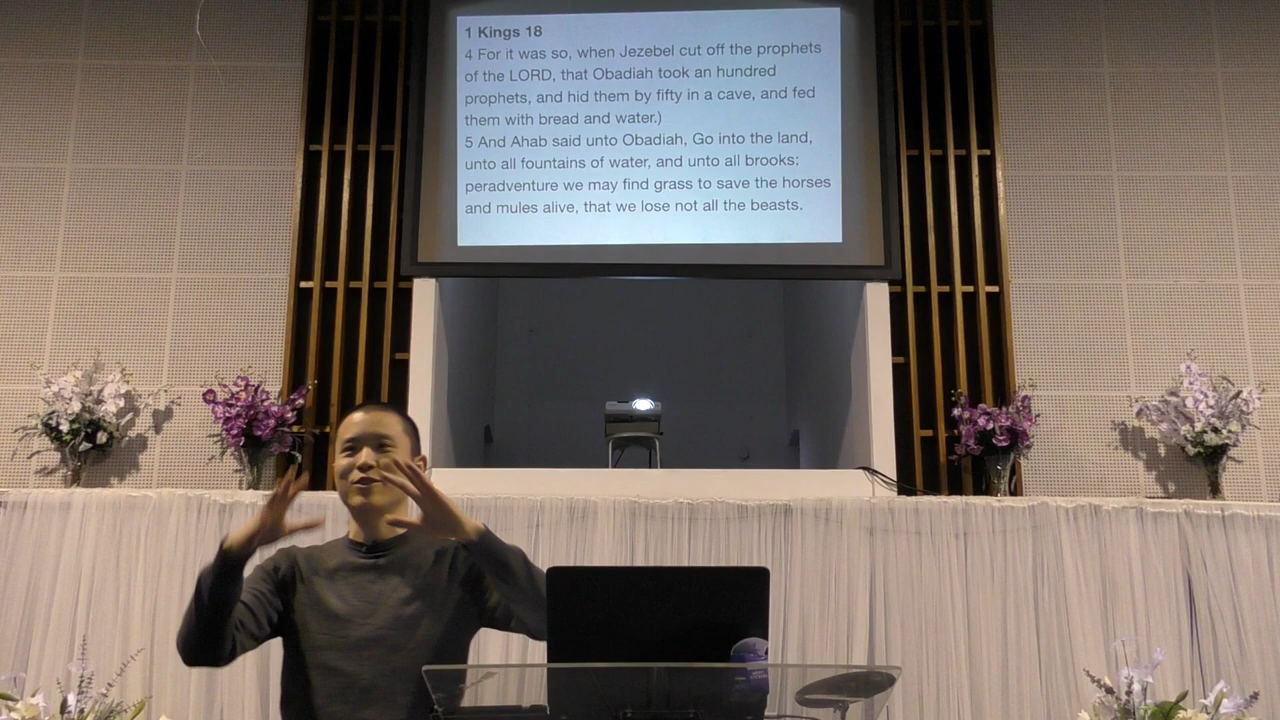 1 Kings 18
4 For it was so, when Jezebel cut off the prophets
of the LORD, that Obadiah took an hundred
prophets, and hid them by fifty in a cave, and fed
them with bread and water.)
5 And Ahab said unto Obadiah, Go into the land,
unto all fountains of water, and unto all brooks:
peradventure we may find grass to save the horses
and mules alive, that we lose not all the beasts.